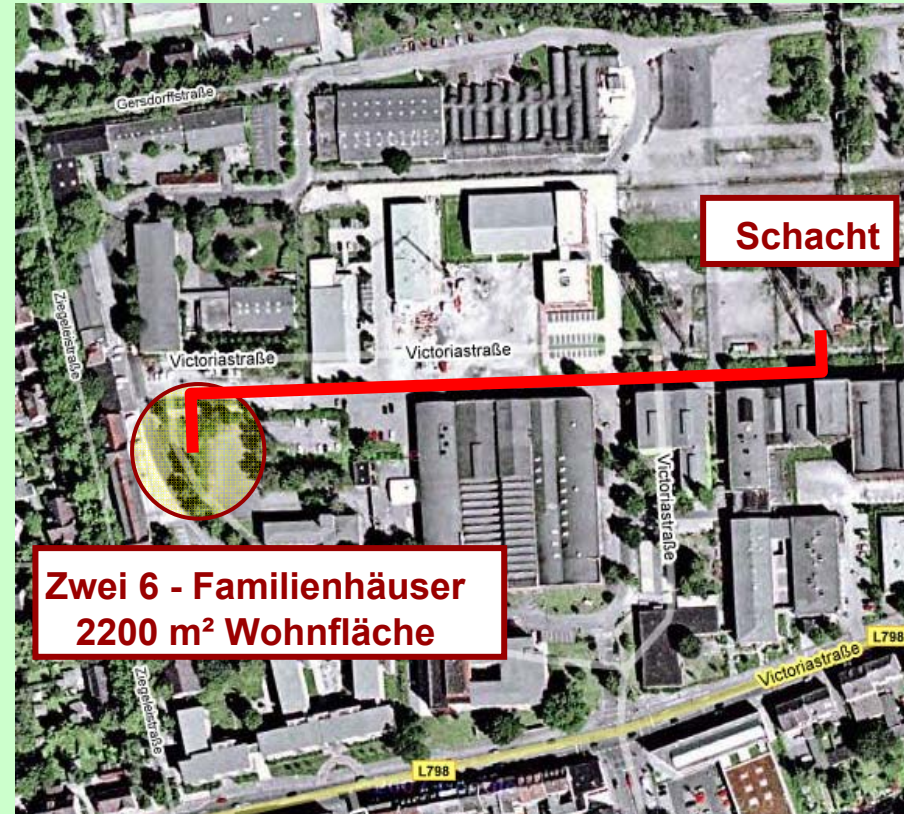 Gersdorffstraße
Schacht
Ziegeleistraße
Victoriastraße
Victoriastraße
Victoriastraße
Zwei 6 - Familienhäuser
2200 m² Wohnfläche
Ziegeleistraße
L798
Victoriastraße
L798